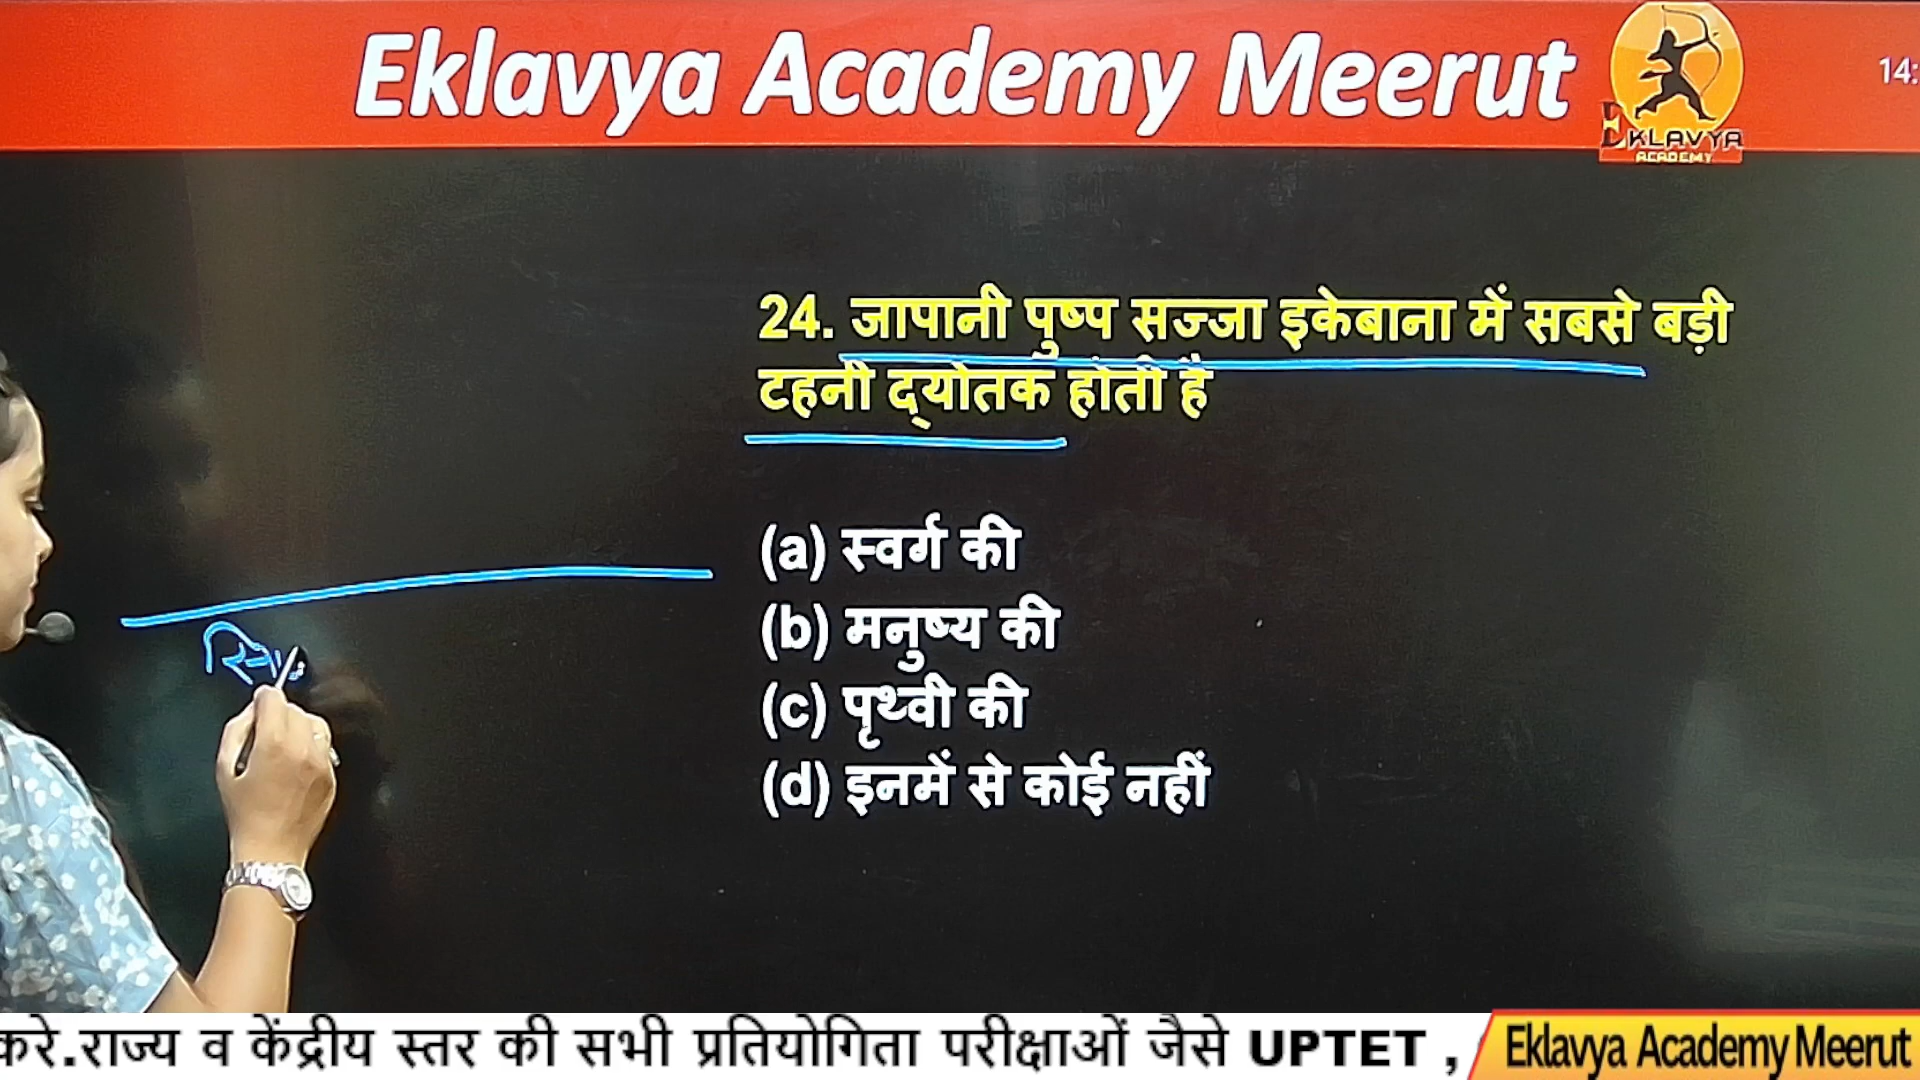 Eklavya Academy Meerut
EKLAVYA
ACADEMY
14:
24. जापानी पुष्प सज्जा इकेबाना में सबसे बड़ी
टहनी द्योतक होती है
(a) स्वर्ग की
(b) मनुष्य की
(c) पृथ्वी की
(d) इनमें से कोई नहीं
करे.राज्य व केंद्रीय स्तर की सभी प्रतियोगिता परीक्षाओं जैसे UPTET ,
Eklavya Academy Meerut